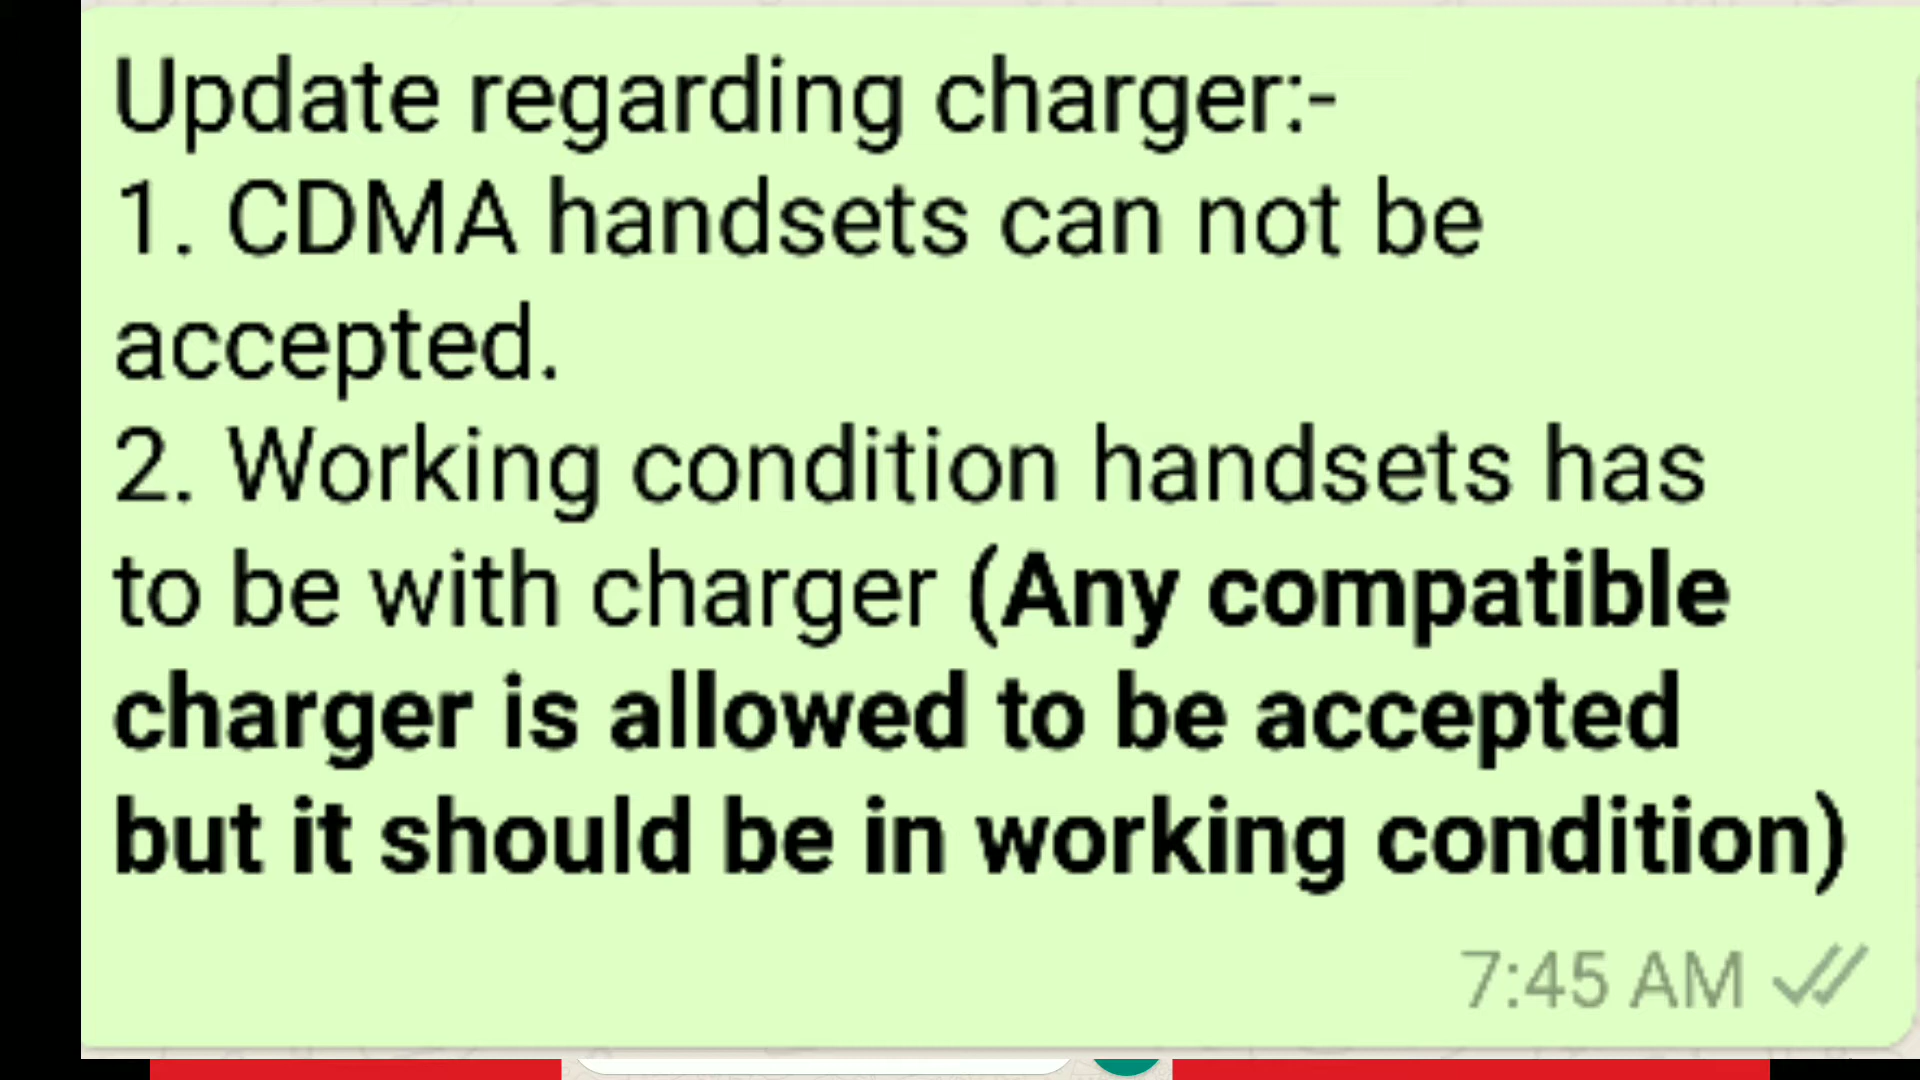 Update regarding charger:-
1. CDMA handsets can not be
accepted.
2. Working condition handsets has
to be with charger (Any compatible
charger is allowed to be accepted
but it should be in working condition)
7:45 AM